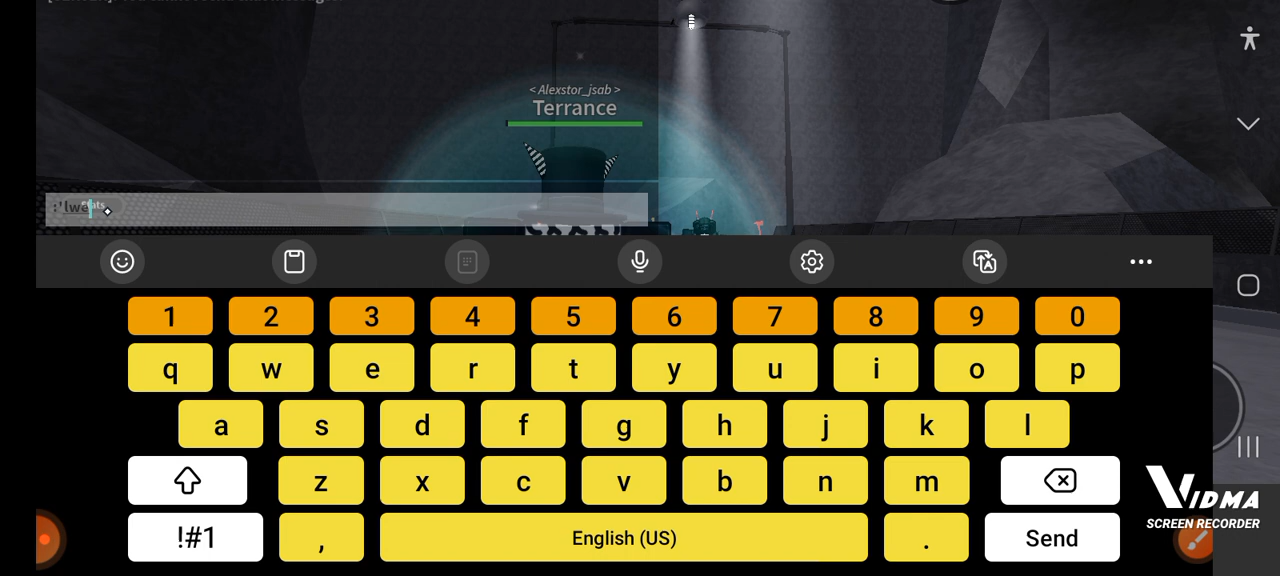 < Alexstor_jsab >
Terrance
:'lwe
1 2 3 4 5 6 7 8 9 0
q w e r t y u i o p
a s d f g h j k l
z x c v b n m
!#1 , English (US) . Send
VIDMA
SCREEN RECORDER